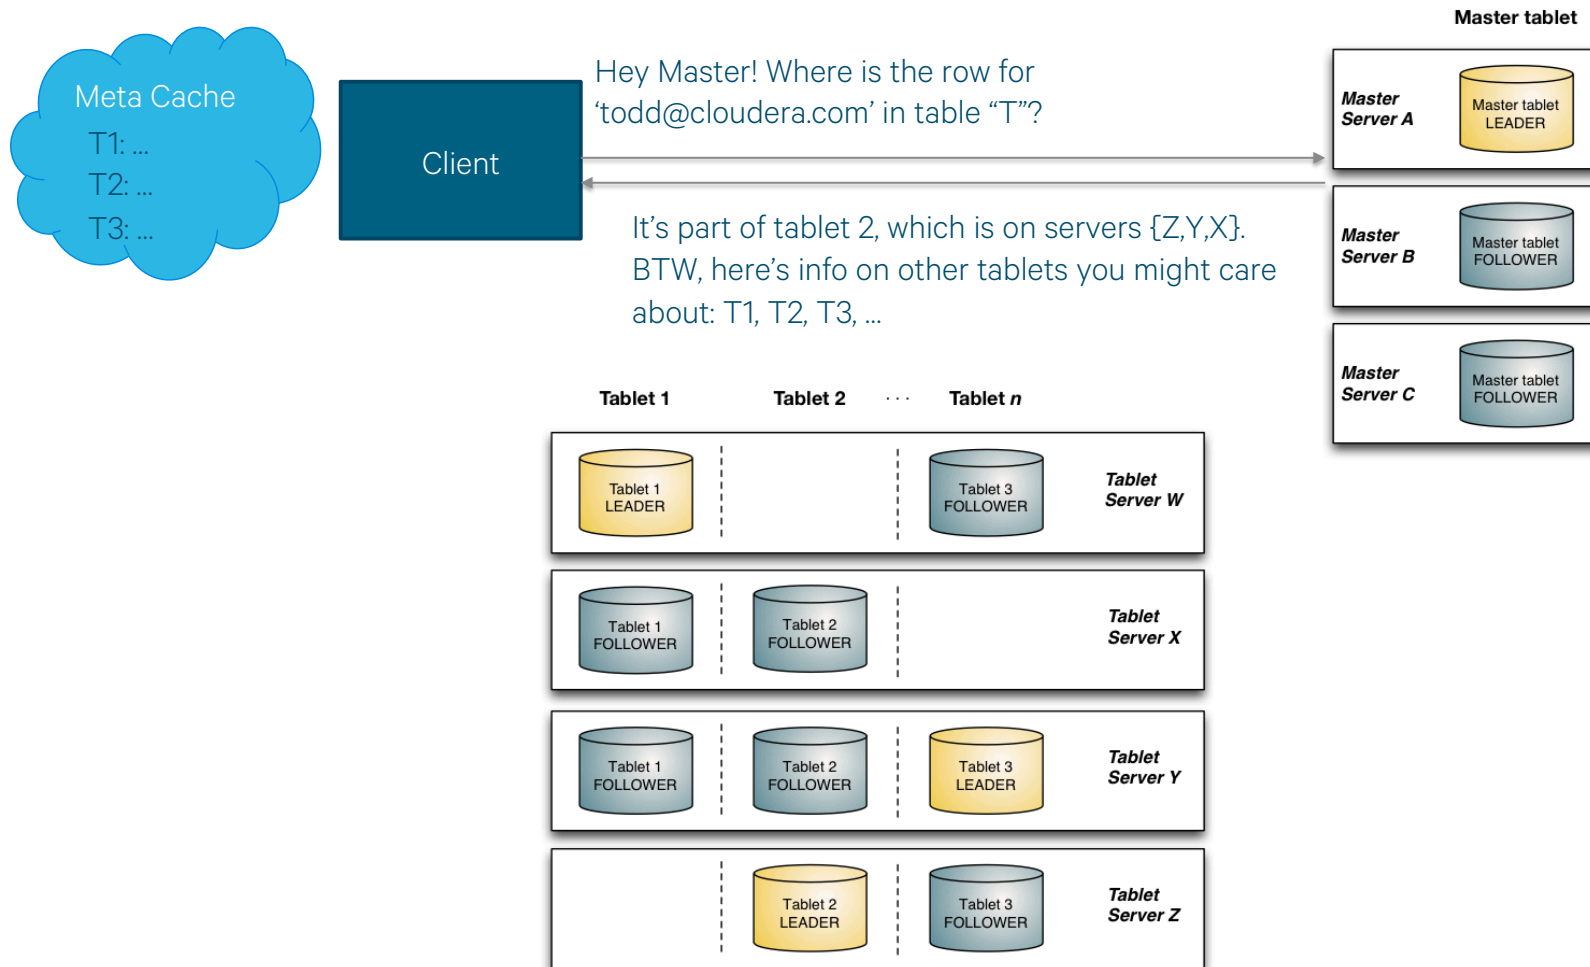 Master tablet
Meta Cache
T1: ...
T2: ...
T3: ...
Client
Hey Master! Where is the row for
‘todd@cloudera.com’ in table “T”?
It’s part of tablet 2, which is on servers {Z,Y,X}.
BTW, here’s info on other tablets you might care
about: T1, T2, T3, ...
Master
Server A
Master tablet
LEADER
Master
Server B
Master tablet
FOLLOWER
Master
Server C
Master tablet
FOLLOWER
Tablet 1 Tablet 2 · · · Tablet n
Tablet 1
LEADER
Tablet 3
FOLLOWER
Tablet
Server W
Tablet 1
FOLLOWER
Tablet 2
FOLLOWER
Tablet
Server X
Tablet 1
FOLLOWER
Tablet 2
FOLLOWER
Tablet 3
LEADER
Tablet
Server Y
Tablet 2
LEADER
Tablet 3
FOLLOWER
Tablet
Server Z